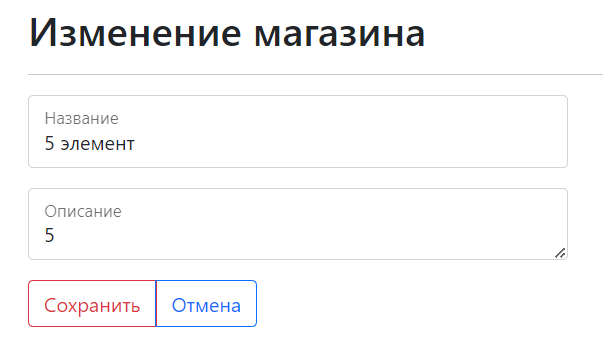 Изменение магазина
Название
5 элемент
Описание
5
Сохранить Отмена